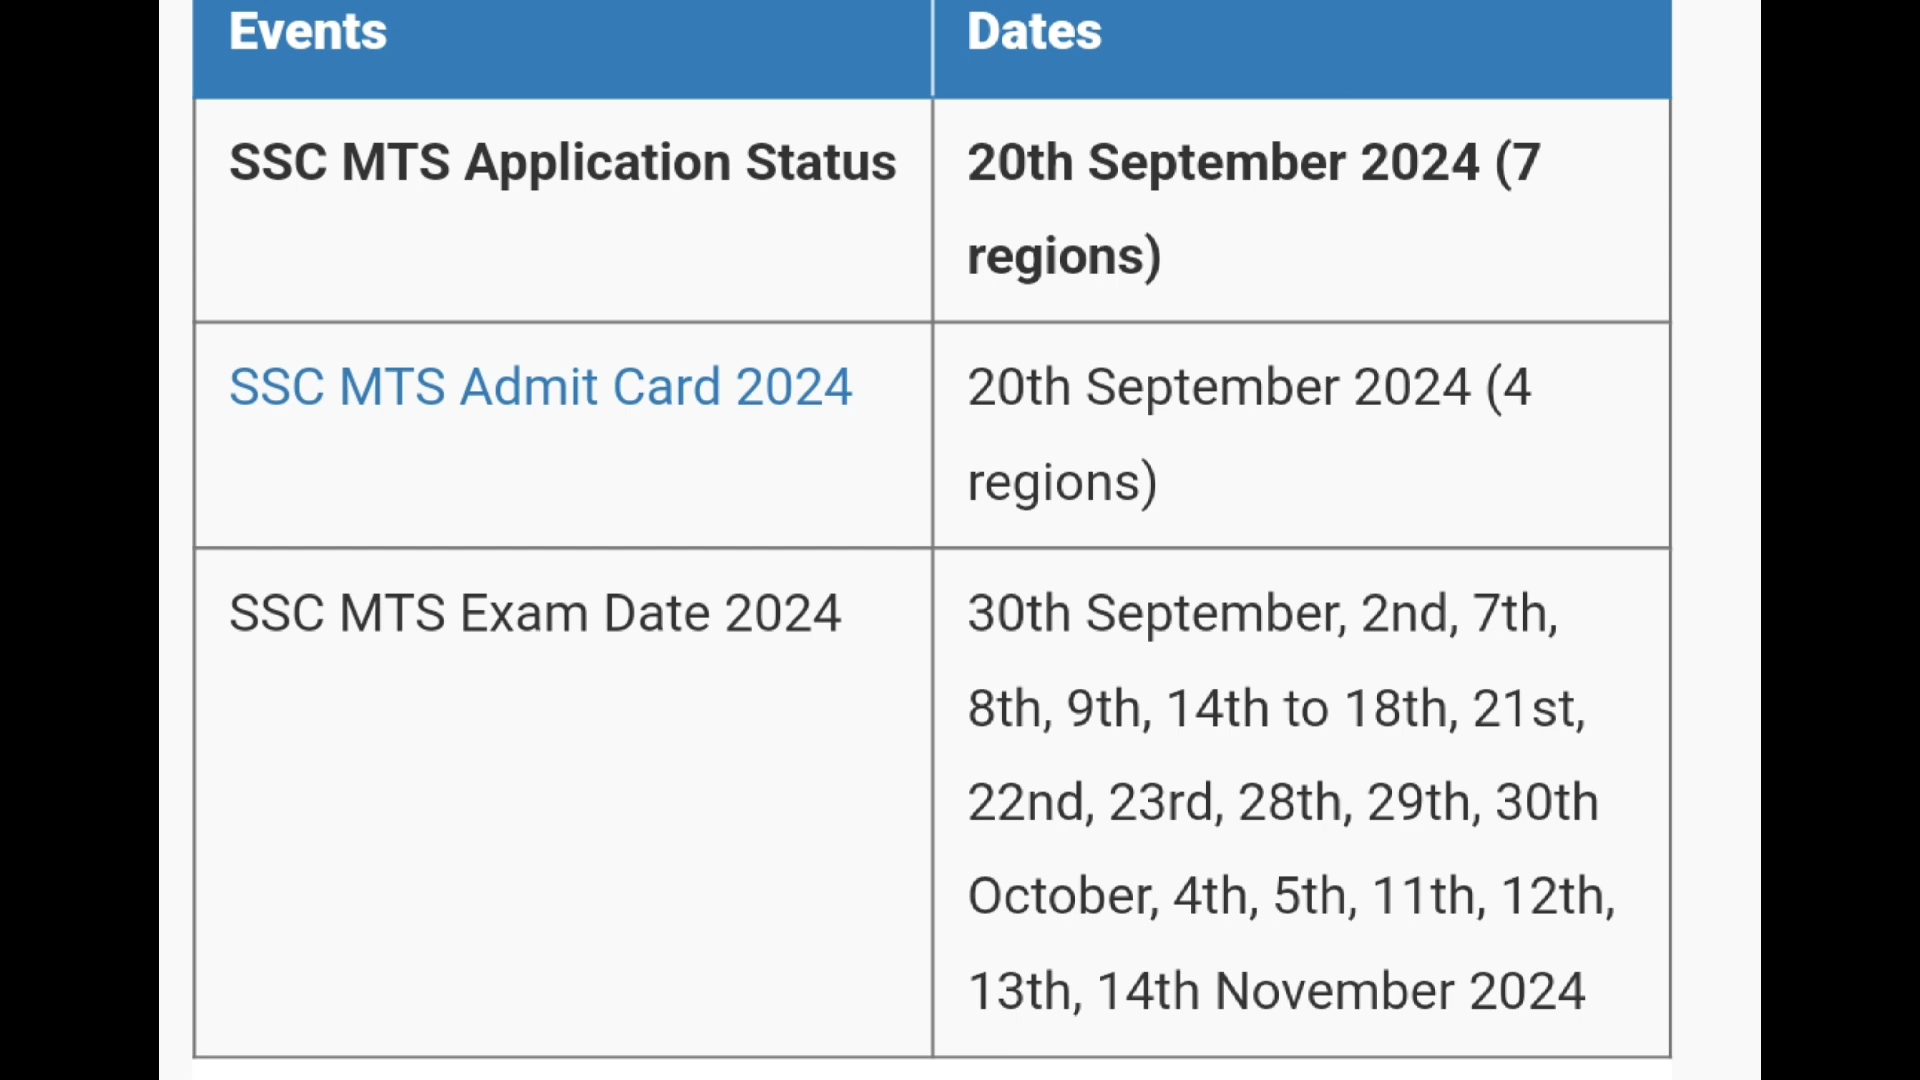 Events
Dates
SSC MTS Application Status
20th September 2024 (7
regions)
SSC MTS Admit Card 2024
20th September 2024 (4
regions)
SSC MTS Exam Date 2024
30th September, 2nd, 7th,
8th, 9th, 14th to 18th, 21st,
22nd, 23rd, 28th, 29th, 30th
October, 4th, 5th, 11th, 12th,
13th, 14th November 2024